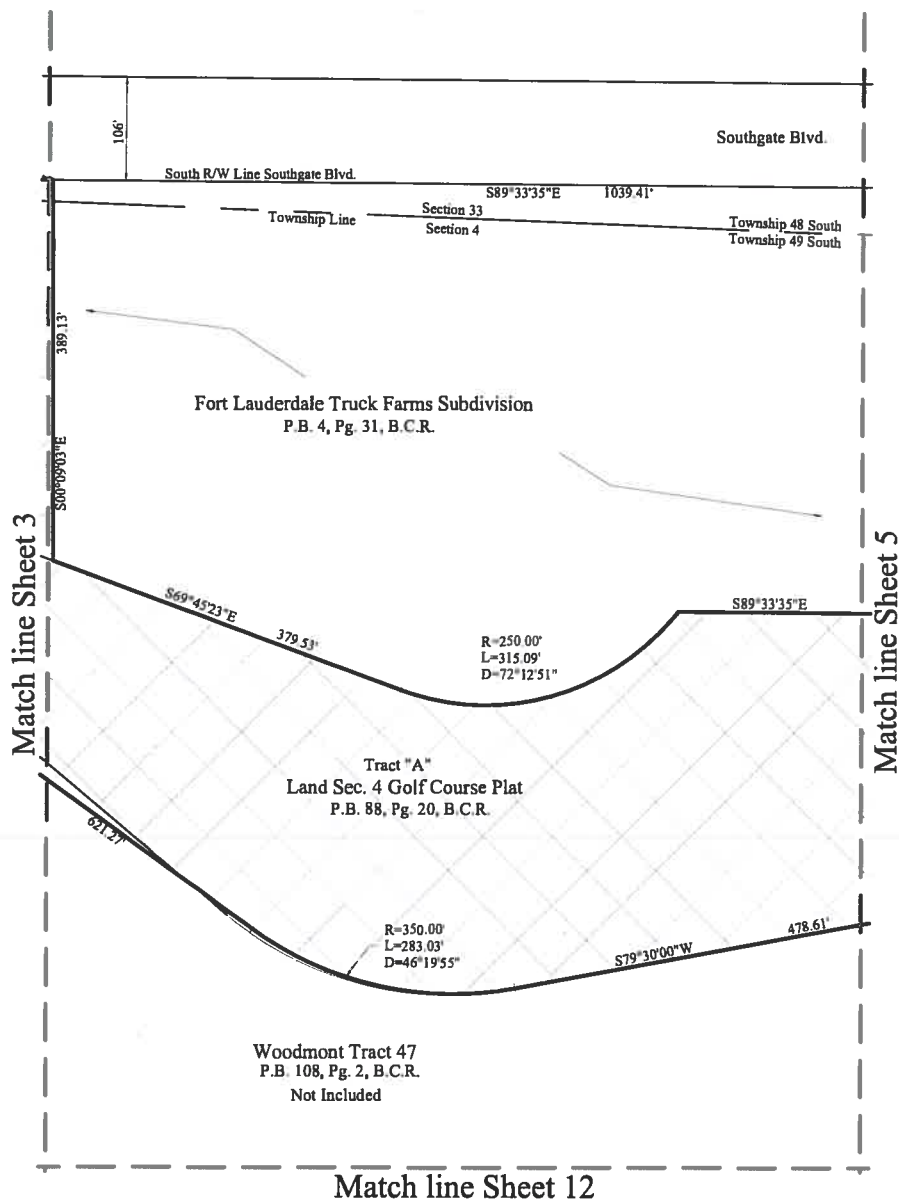 106'
Southgate Blvd.
South R/W Line Southgate Blvd.
S89°33'35"E 1039.41'
Township Line
Section 33
Section 4
Township 48 South
Township 49 South
389.13'
S00°09'03"E
Fort Lauderdale Truck Farms Subdivision
P.B. 4, Pg. 31, B.C.R.
Match line Sheet 3
Match line Sheet 5
S69°45'23"E
379.53'
R=250.00'
L=315.09'
D=72°12'51"
S89°33'35"E
Tract "A"
Land Sec. 4 Golf Course Plat
P.B. 88, Pg. 20, B.C.R.
621.27'
R=350.00'
L=283.03'
D=46°19'55"
S79°30'00"W
478.61'
Woodmont Tract 47
P.B. 108, Pg. 2, B.C.R.
Not Included
Match line Sheet 12